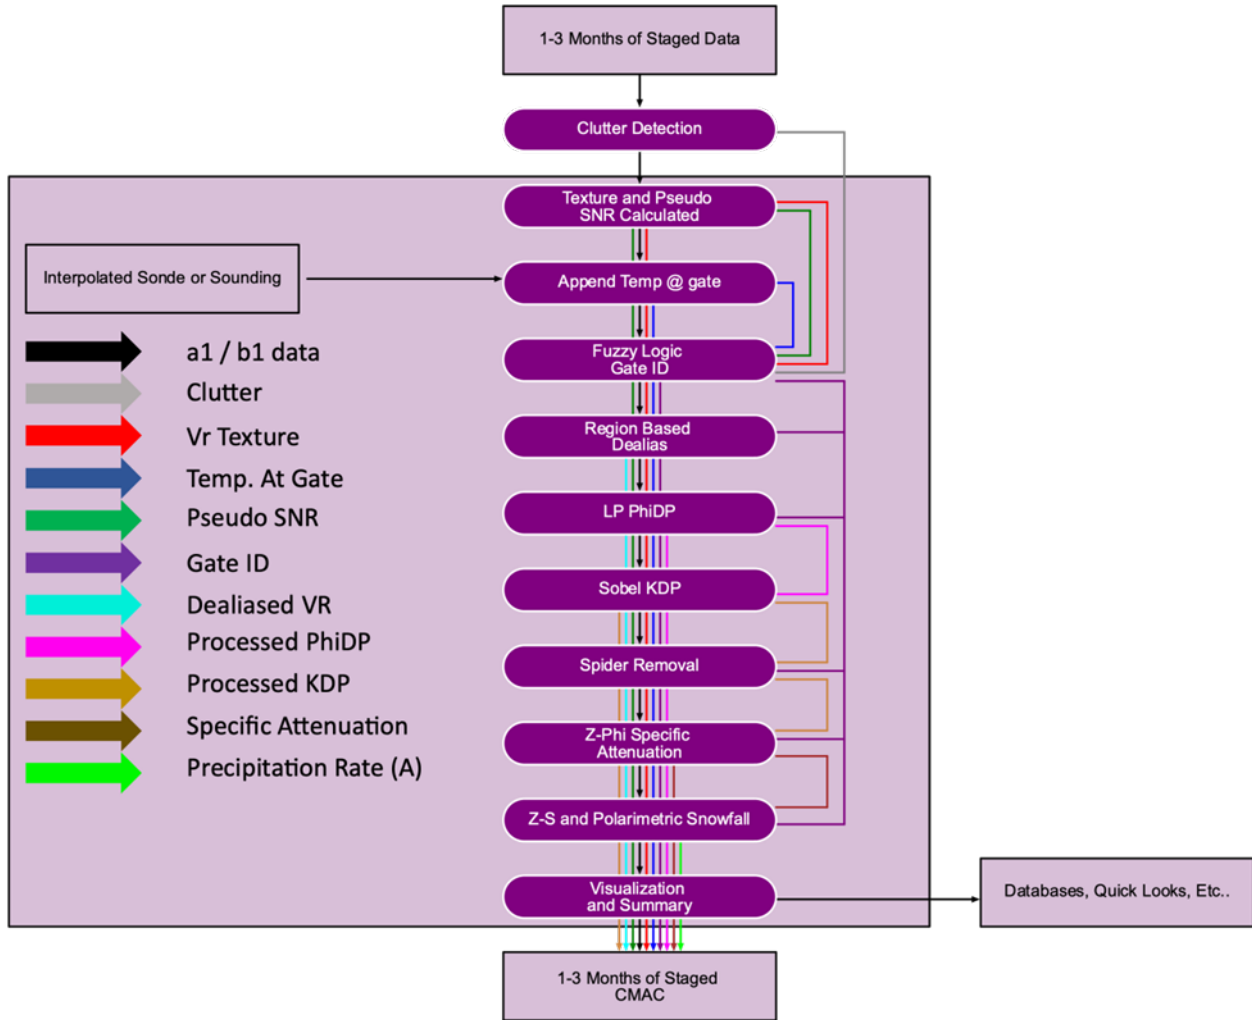 1-3 Months of Staged Data
Clutter Detection
Texture and Pseudo
SNR Calculated
Interpolated Sonde or Sounding
Append Temp @ gate
Fuzzy Logic
Gate ID
Region Based
Dealias
LP PhiDP
Sobel KDP
Spider Removal
Z-Phi Specific
Attenuation
Z-S and Polarimetric Snowfall
Visualization
and Summary
a1 / b1 data
Clutter
Vr Texture
Temp. At Gate
Pseudo SNR
Gate ID
Dealiased VR
Processed PhiDP
Processed KDP
Specific Attenuation
Precipitation Rate (A)
Databases, Quick Looks, Etc..
1-3 Months of Staged
CMAC